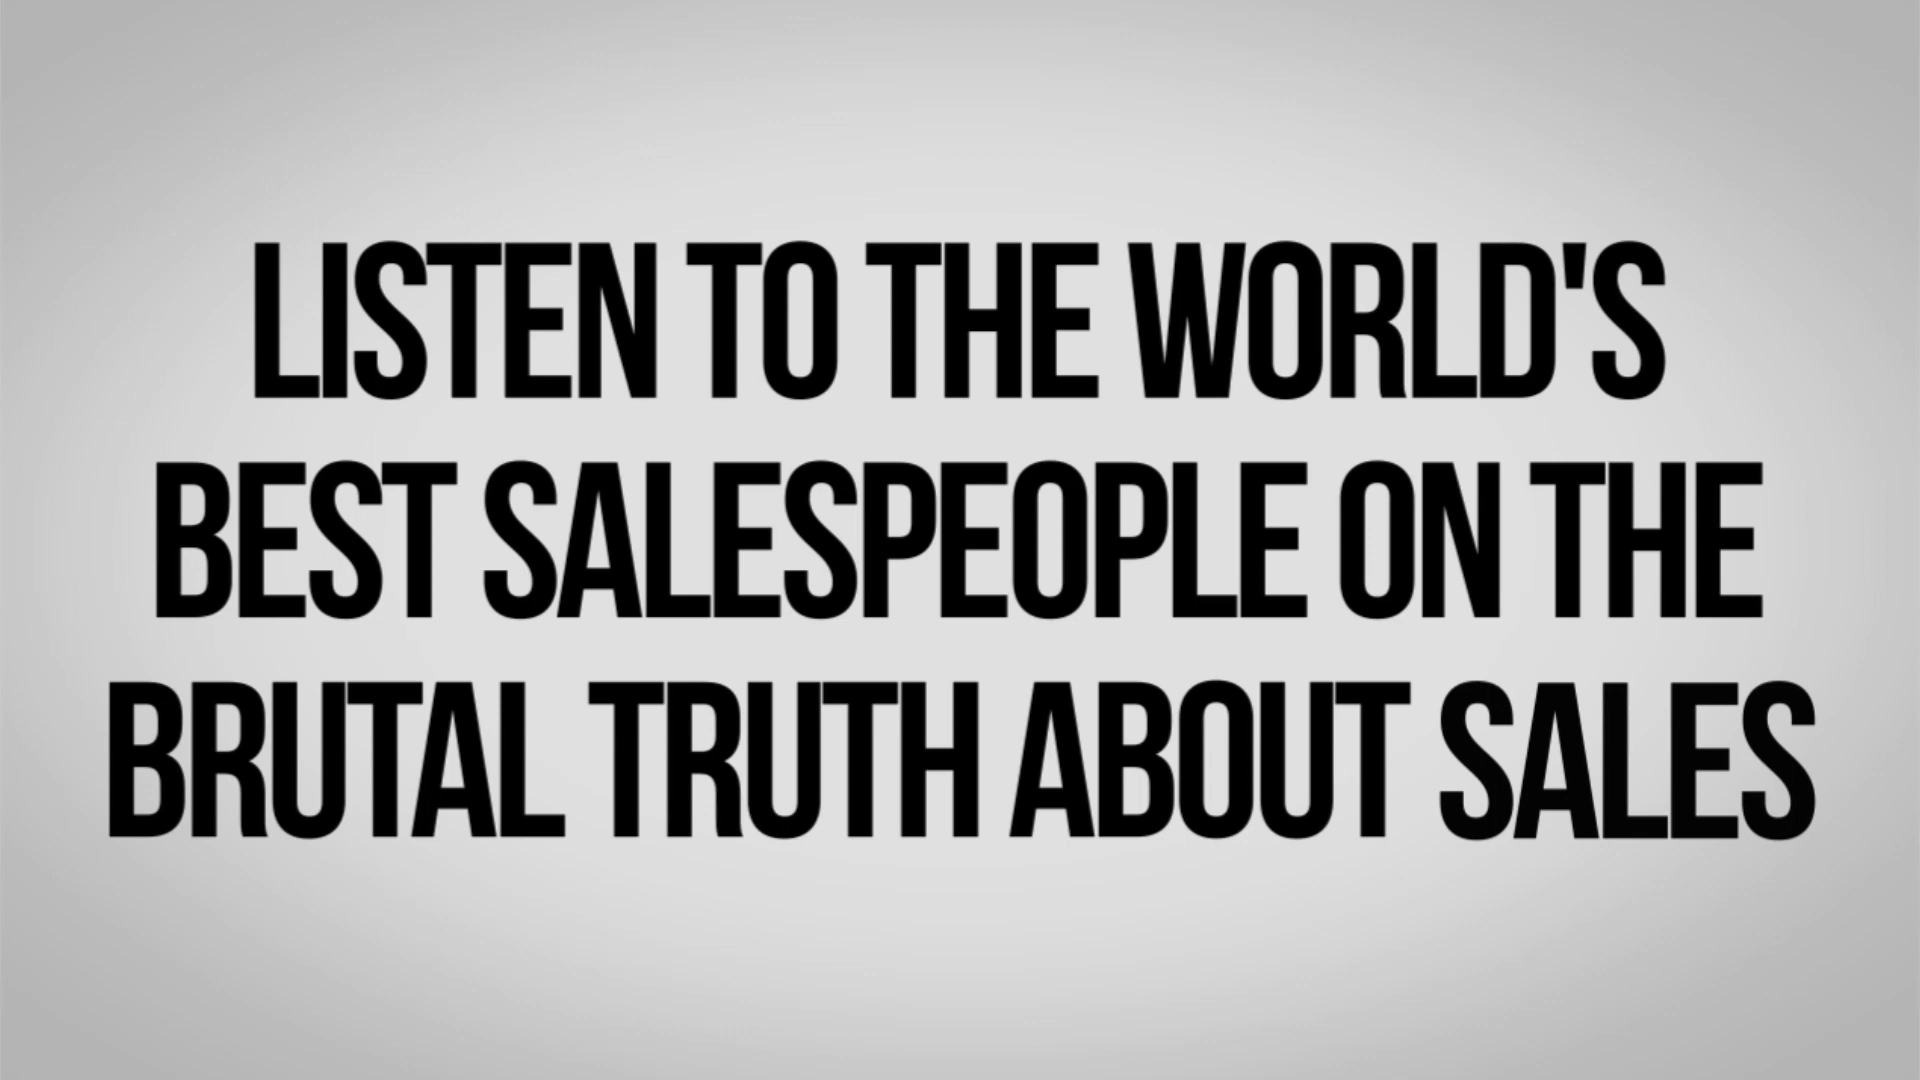 LISTEN TO THE WORLD'S
BEST SALESPEOPLE ON THE
BRUTAL TRUTH ABOUT SALES